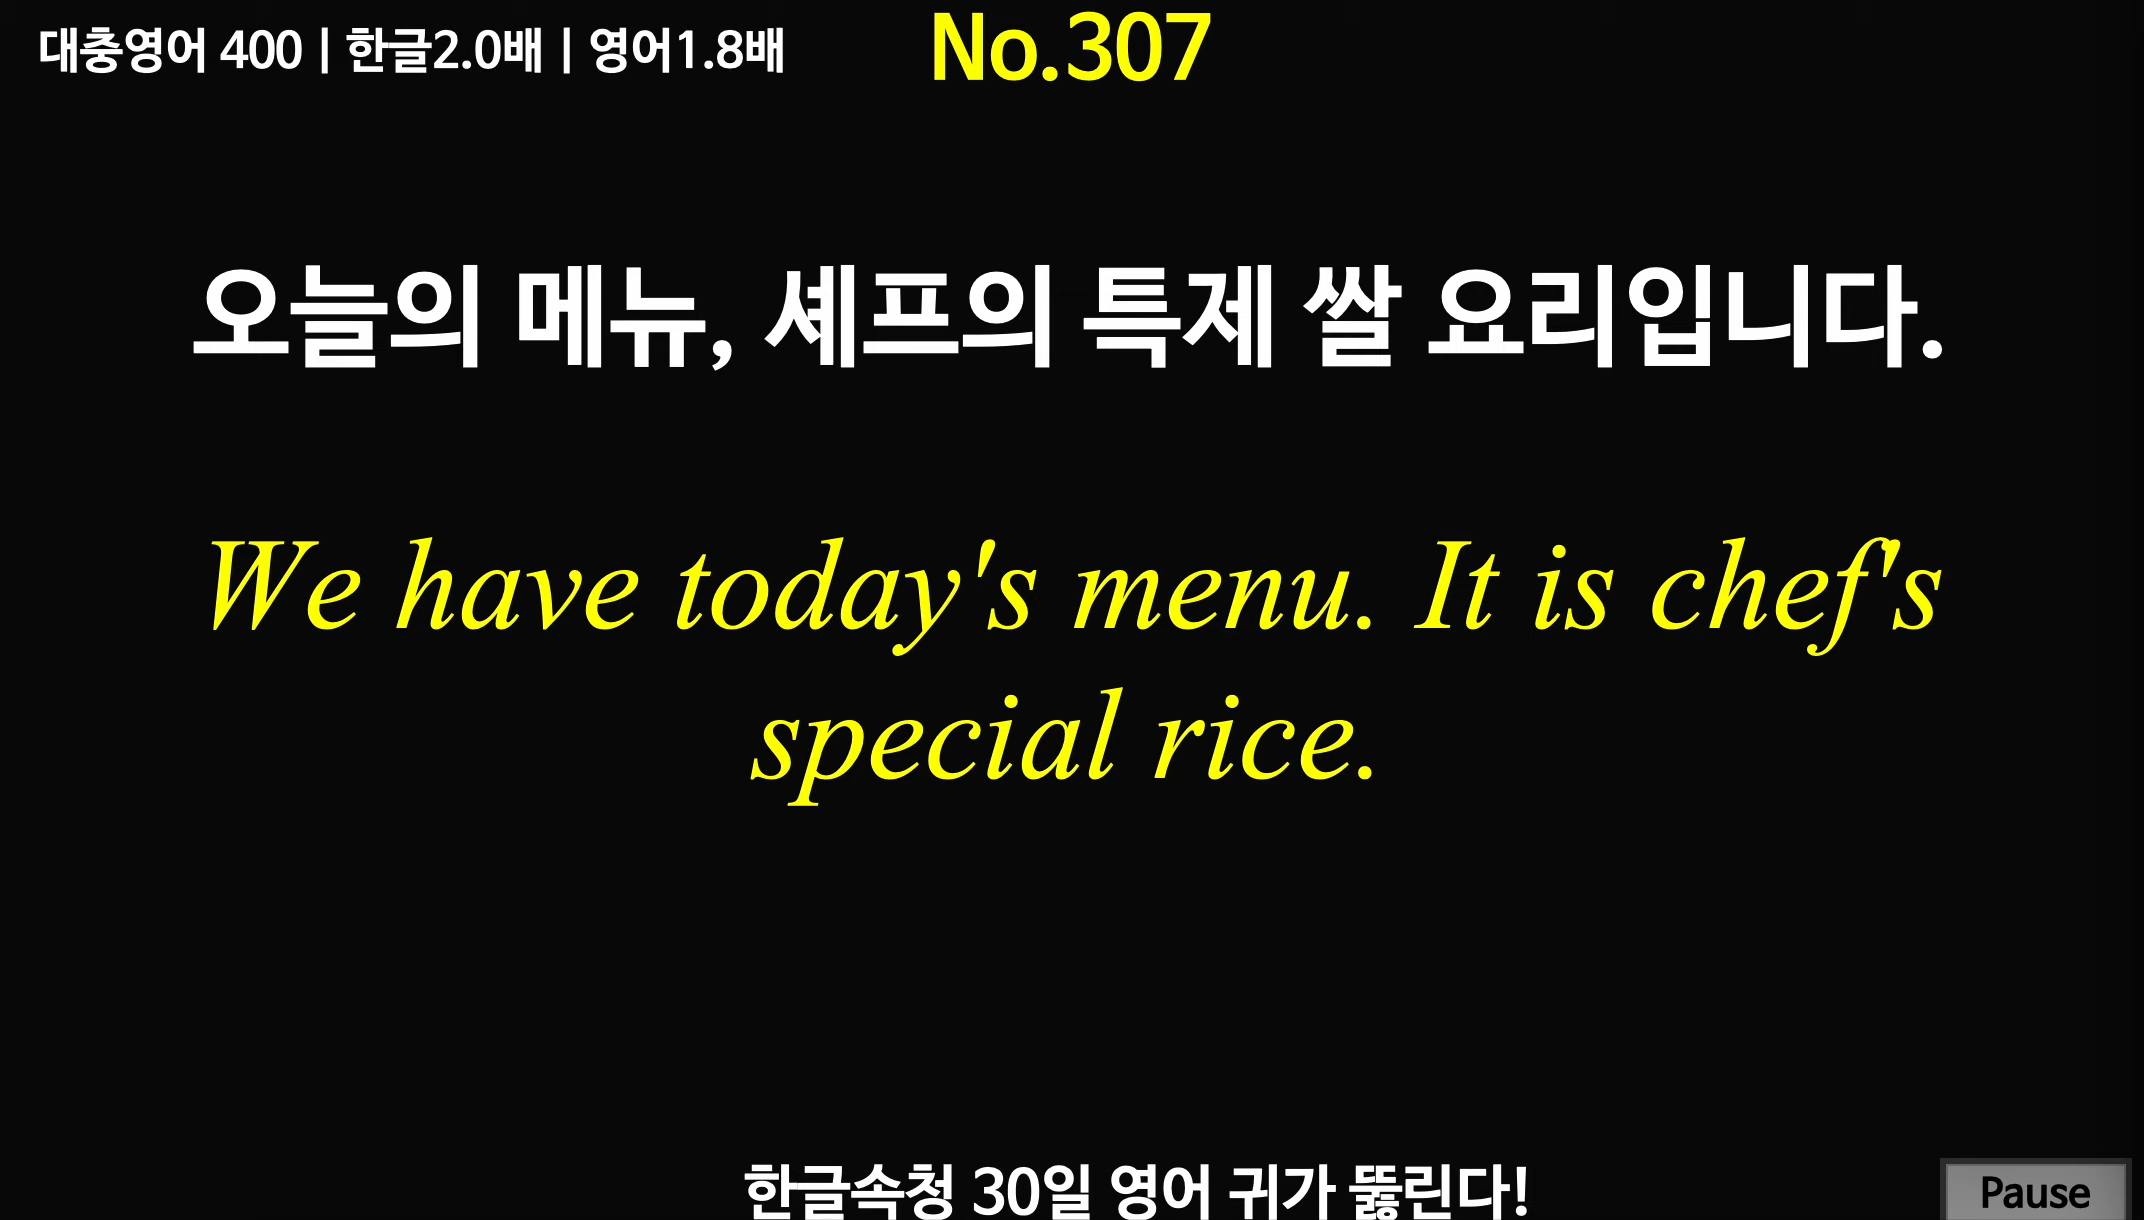 대충영어 400 | 한글2.0배 | 영어1.8배
No.307
오늘의 메뉴, 셰프의 특제 쌀 요리입니다.
We have today's menu. It is chef's
special rice.
한글속청 30일 영어 귀가 뚫린다!
Pause